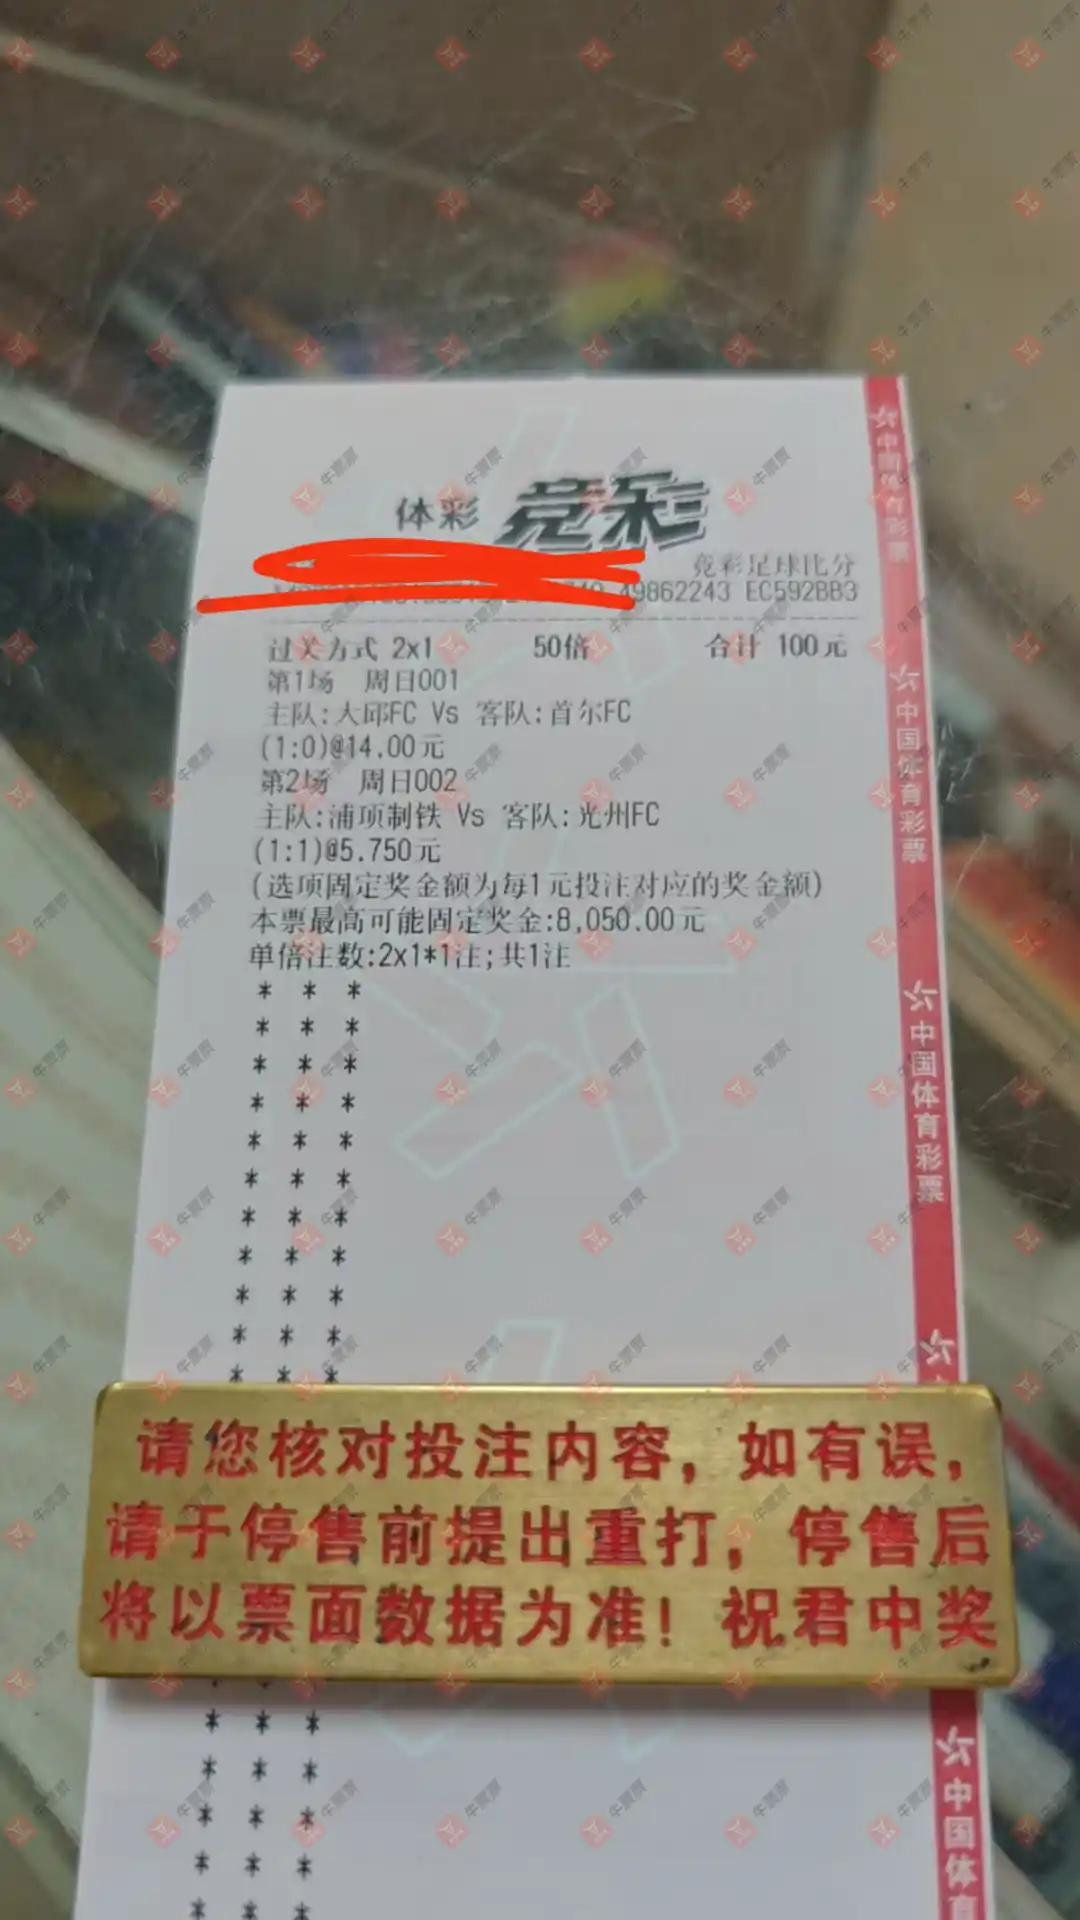 体彩 竞彩
竞彩足球比分
49862243 EC592BB3
过关方式 2x1 50倍 合计 100元
第1场 周日001
主队:大邱FC Vs 客队:首尔FC
(1:0)@14.00元
第2场 周日002
主队:浦项制铁 Vs 客队:光州FC
(1:1)@5.750元
(选项固定奖金额为每1元投注对应的奖金额)
本票最高可能固定奖金:8,050.00元
单倍注数:2x1*1注;共1注
* * *
* * *
* * *
* * *
* * *
* * *
* * *
* * *
* * *
* * *
* * *
请您核对投注内容，如有误，
请于停售前提出重打，停售后
将以票面数据为准！祝君中奖
* * *
* * *
* * *
* * *
* * *
中国体育彩票
中国体育彩票
中国体育彩票
中国体育
牛票票